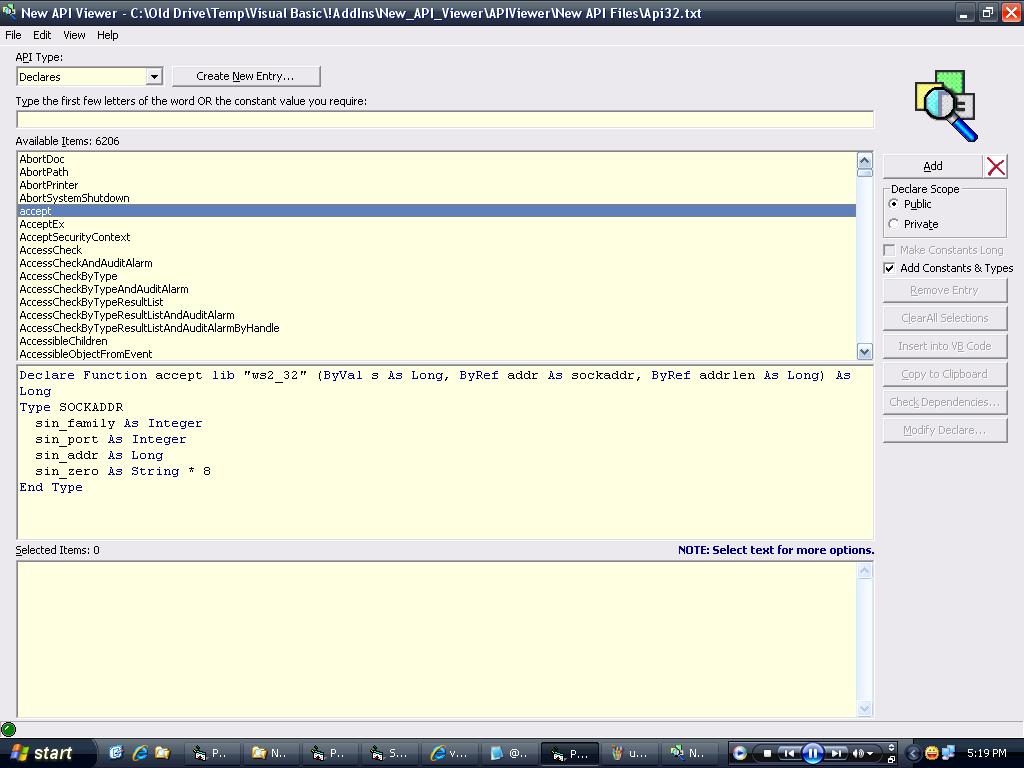 New API Viewer - C:\Old Drive\Temp\Visual Basic\!AddIns\New_API_Viewer\APIViewer\New API Files\Api32.txt
File Edit View Help
API Type:
Declares
Create New Entry...
Type the first few letters of the word OR the constant value you require:
Available Items: 6206
AbortDoc
AbortPath
AbortPrinter
AbortSystemShutdown
accept
AcceptEx
AcceptSecurityContext
AccessCheck
AccessCheckAndAuditAlarm
AccessCheckByType
AccessCheckByTypeAndAuditAlarm
AccessCheckByTypeResultList
AccessCheckByTypeResultListAndAuditAlarm
AccessCheckByTypeResultListAndAuditAlarmByHandle
AccessibleChildren
AccessibleObjectFromEvent
Add
Declare Scope
Public
Private
Make Constants Long
Add Constants & Types
Remove Entry
ClearAll Selections
Insert into VB Code
Copy to Clipboard
Check Dependencies...
Modify Declare...
Declare Function accept lib "ws2_32" (ByVal s As Long, ByRef addr As sockaddr, ByRef addrlen As Long) As
Long
Type SOCKADDR
sin_family As Integer
sin_port As Integer
sin_addr As Long
sin_zero As String * 8
End Type
Selected Items: 0
NOTE: Select text for more options.
start
P...
N...
P...
S...
v...
@...
P...
u...
N...
5:19 PM